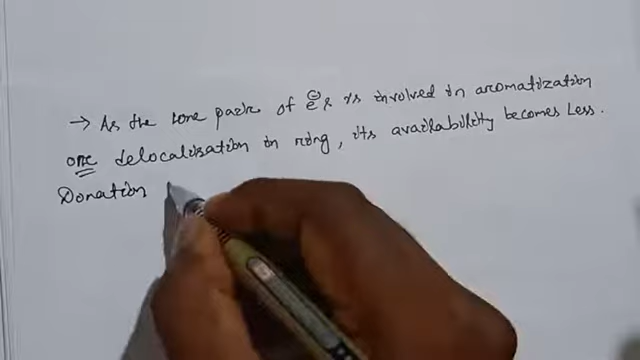 → As the lone pair of e⊖s is involved in aromatization
one delocalisation in ring, its availability becomes less.
Donation